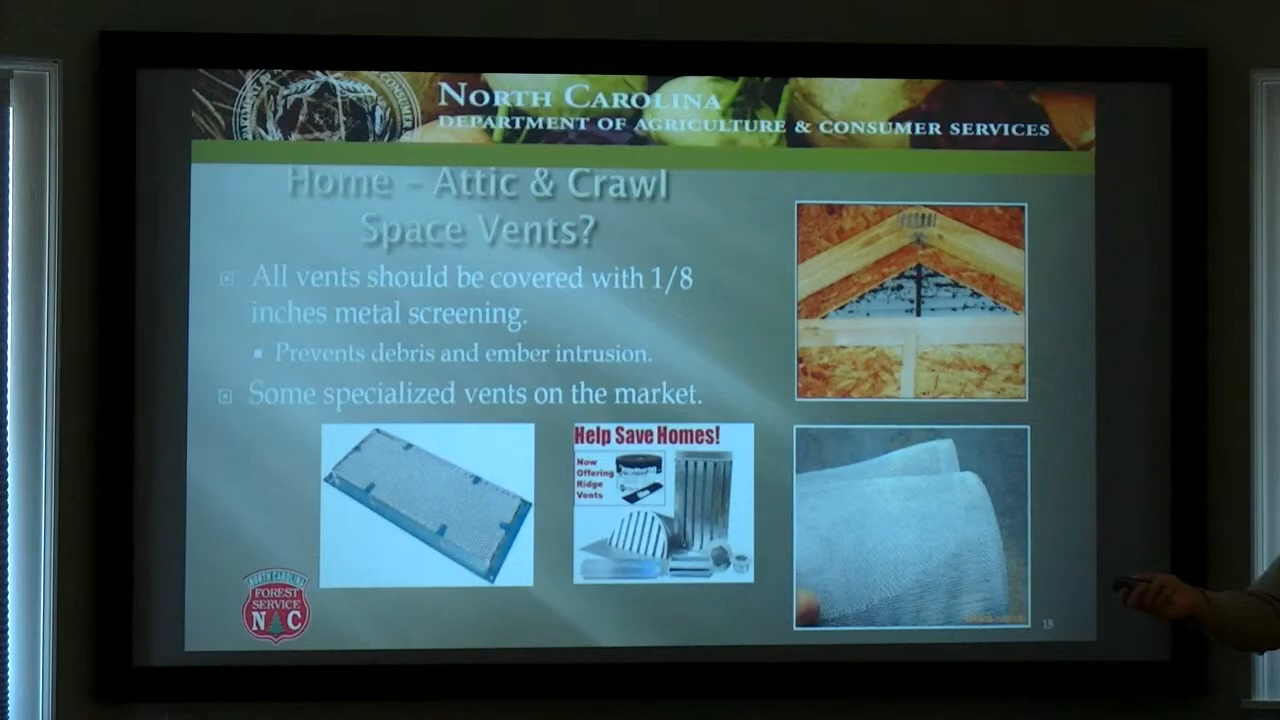 NORTH CAROLINA
DEPARTMENT OF AGRICULTURE & CONSUMER SERVICES
Home – Attic & Crawl
Space Vents?
All vents should be covered with 1/8
inches metal screening.
Prevents debris and ember intrusion.
Some specialized vents on the market.
Help Save Homes!
Now
Offering
Ridge
Vents
NORTH CAROLINA
FOREST
SERVICE
N C
18